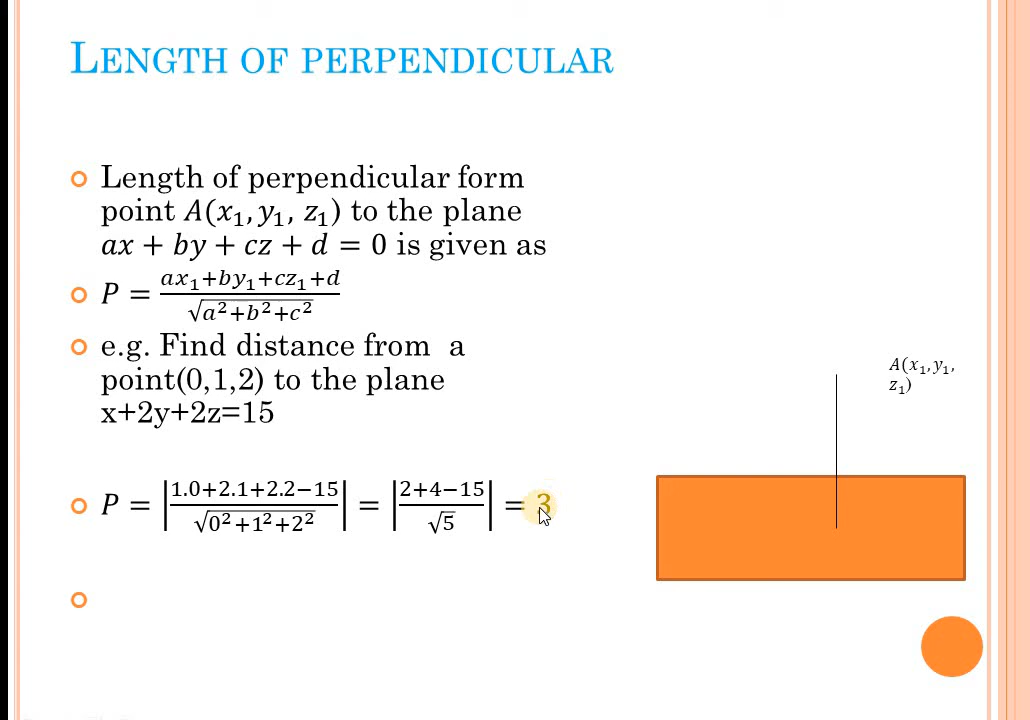 LENGTH OF PERPENDICULAR
Length of perpendicular form
point A(x₁, y₁, z₁) to the plane
ax + by + cz + d = 0 is given as
P = (ax₁+by₁+cz₁+d)/√(a²+b²+c²)
e.g. Find distance from a
point(0,1,2) to the plane
x+2y+2z=15
P = |(1.0+2.1+2.2−15)/√(0²+1²+2²)| = |(2+4−15)/√5| = 3
A(x₁,y₁,
z₁)